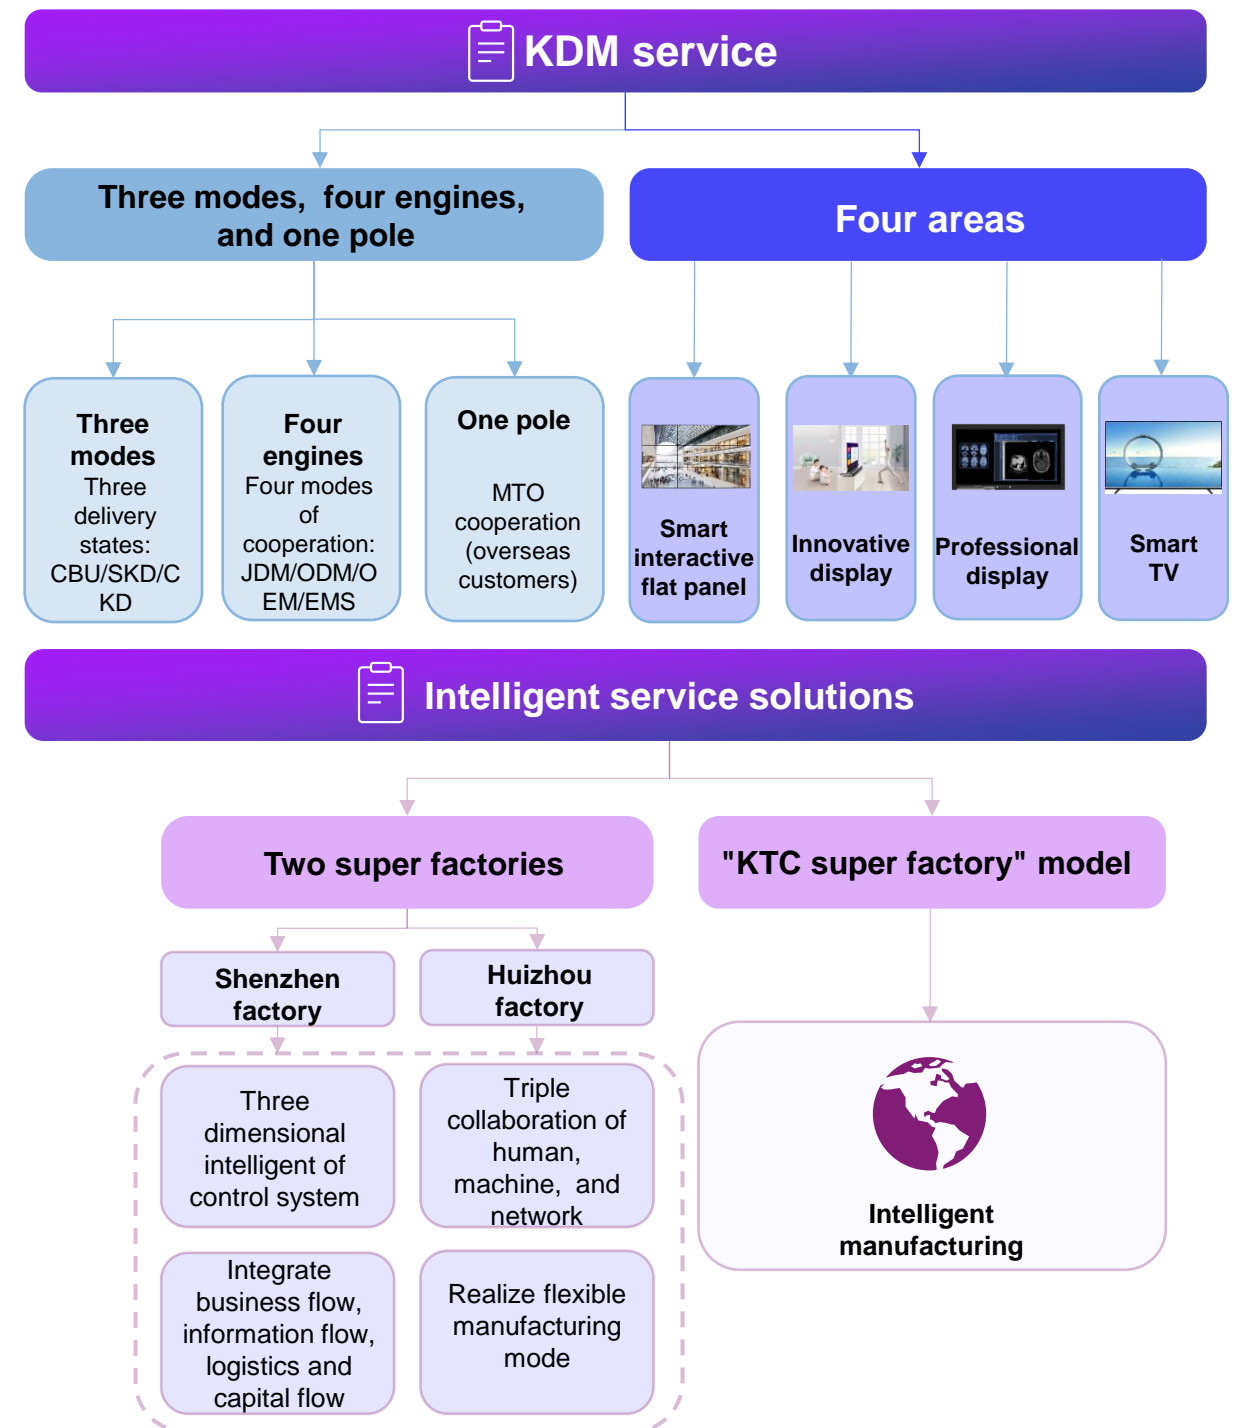 KDM service
Three modes, four engines,
and one pole
Four areas
Three
modes
Three
delivery
states:
CBU/SKD/C
KD
Four
engines
Four modes
of
cooperation:
JDM/ODM/O
EM/EMS
One pole
MTO
cooperation
(overseas
customers)
Smart
interactive
flat panel
Innovative
display
Professional
display
Smart
TV
Intelligent service solutions
Two super factories
"KTC super factory" model
Shenzhen
factory
Huizhou
factory
Three
dimensional
intelligent of
control system
Triple
collaboration of
human,
machine, and
network
Integrate
business flow,
information flow,
logistics and
capital flow
Realize flexible
manufacturing
mode
Intelligent
manufacturing